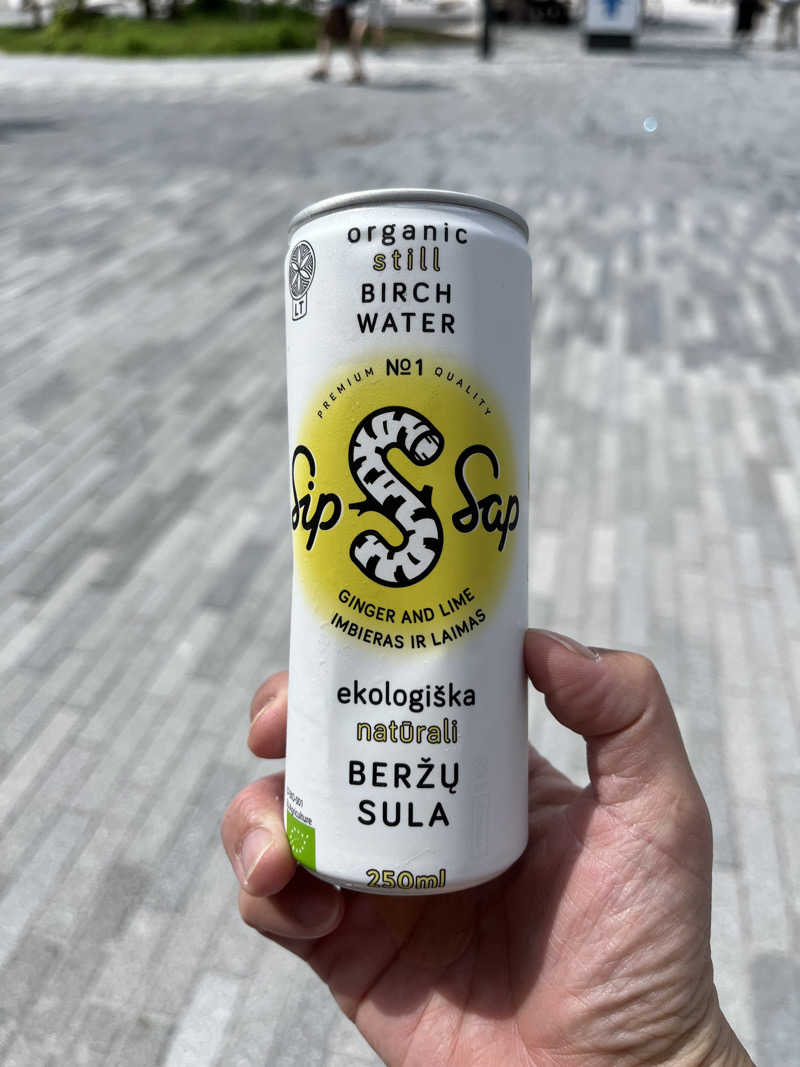 organic
still
BIRCH
WATER
LT
PREMIUM №1 QUALITY
Sip S Sap
GINGER AND LIME
IMBIERAS IR LAIMAS
ekologiška
natūrali
BERŽŲ
SULA
250ml